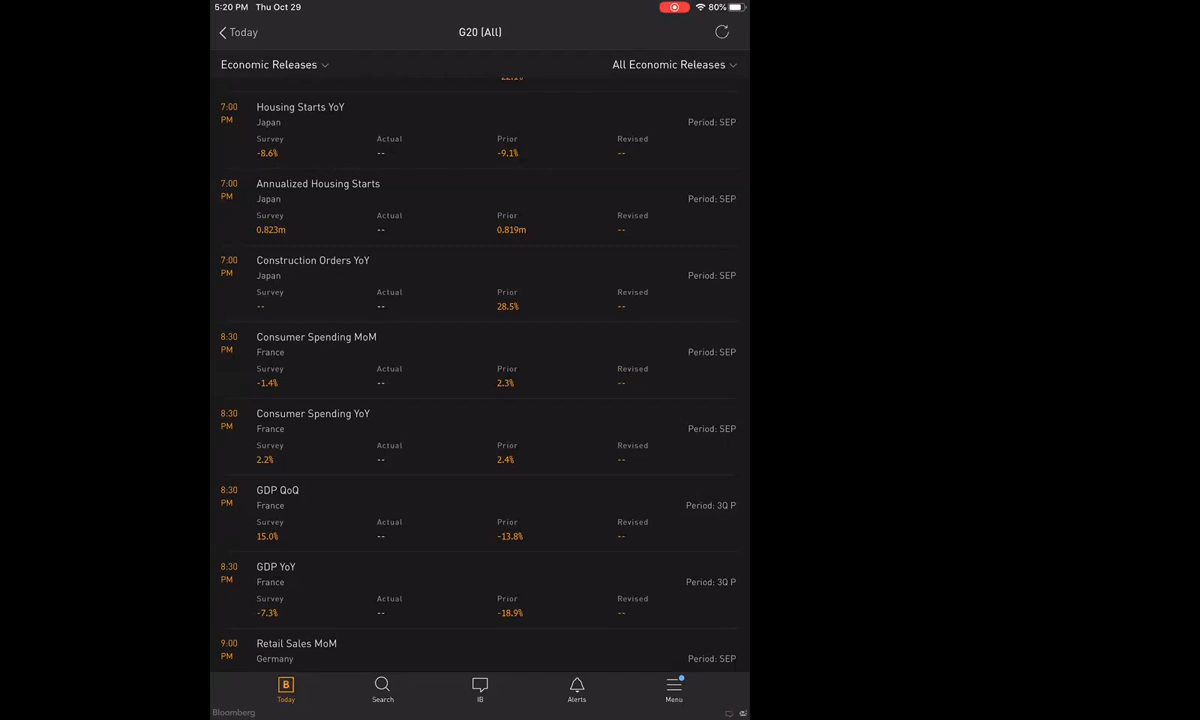 5:20 PM Thu Oct 29 80%
Today G20 (All)
Economic Releases All Economic Releases
7:00 PM Housing Starts YoY
Japan Period: SEP
Survey Actual Prior Revised
-8.6% -- -9.1% --
7:00 PM Annualized Housing Starts
Japan Period: SEP
Survey Actual Prior Revised
0.823m -- 0.819m --
7:00 PM Construction Orders YoY
Japan Period: SEP
Survey Actual Prior Revised
-- -- 28.5% --
8:30 PM Consumer Spending MoM
France Period: SEP
Survey Actual Prior Revised
-1.4% -- 2.3% --
8:30 PM Consumer Spending YoY
France Period: SEP
Survey Actual Prior Revised
2.2% -- 2.4% --
8:30 PM GDP QoQ
France Period: 3Q P
Survey Actual Prior Revised
15.0% -- -13.8% --
8:30 PM GDP YoY
France Period: 3Q P
Survey Actual Prior Revised
-7.3% -- -18.9% --
9:00 PM Retail Sales MoM
Germany Period: SEP
B
Today Search IB Alerts Menu
Bloomberg